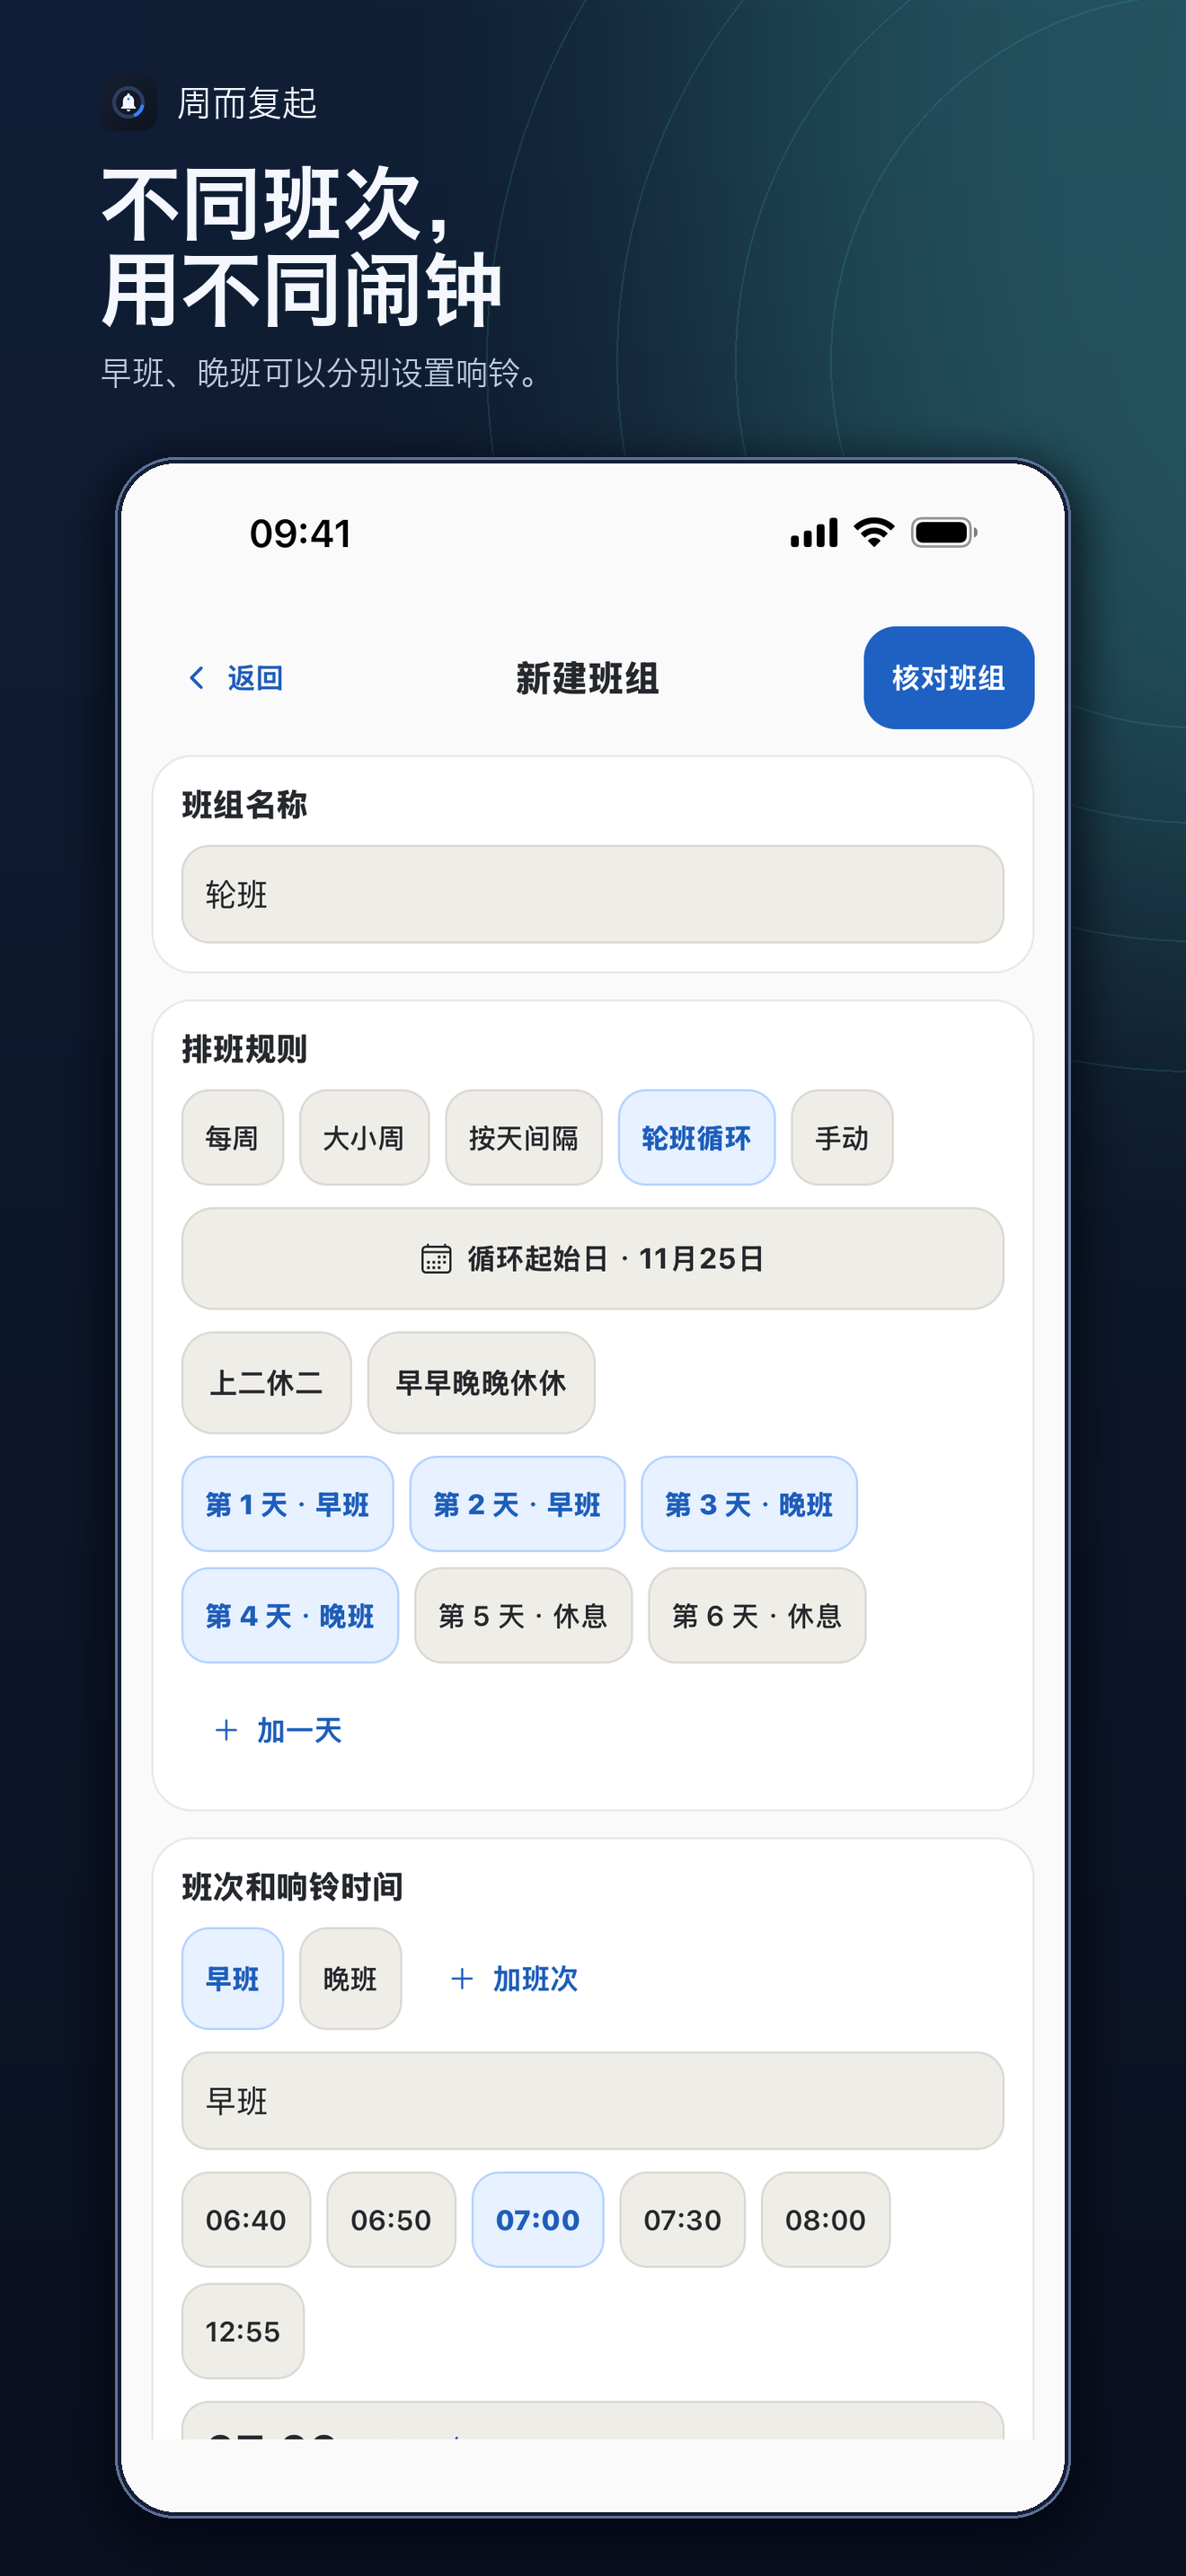 周而复起
不同班次，
用不同闹钟
早班、晚班可以分别设置响铃。
09:41
返回
新建班组
核对班组
班组名称
轮班
排班规则
每周 大小周 按天间隔 轮班循环 手动
循环起始日 · 11月25日
上二休二 早早晚晚休休
第 1 天 · 早班 第 2 天 · 早班 第 3 天 · 晚班
第 4 天 · 晚班 第 5 天 · 休息 第 6 天 · 休息
加一天
班次和响铃时间
早班 晚班 加班次
早班
06:40 06:50 07:00 07:30 08:00
12:55